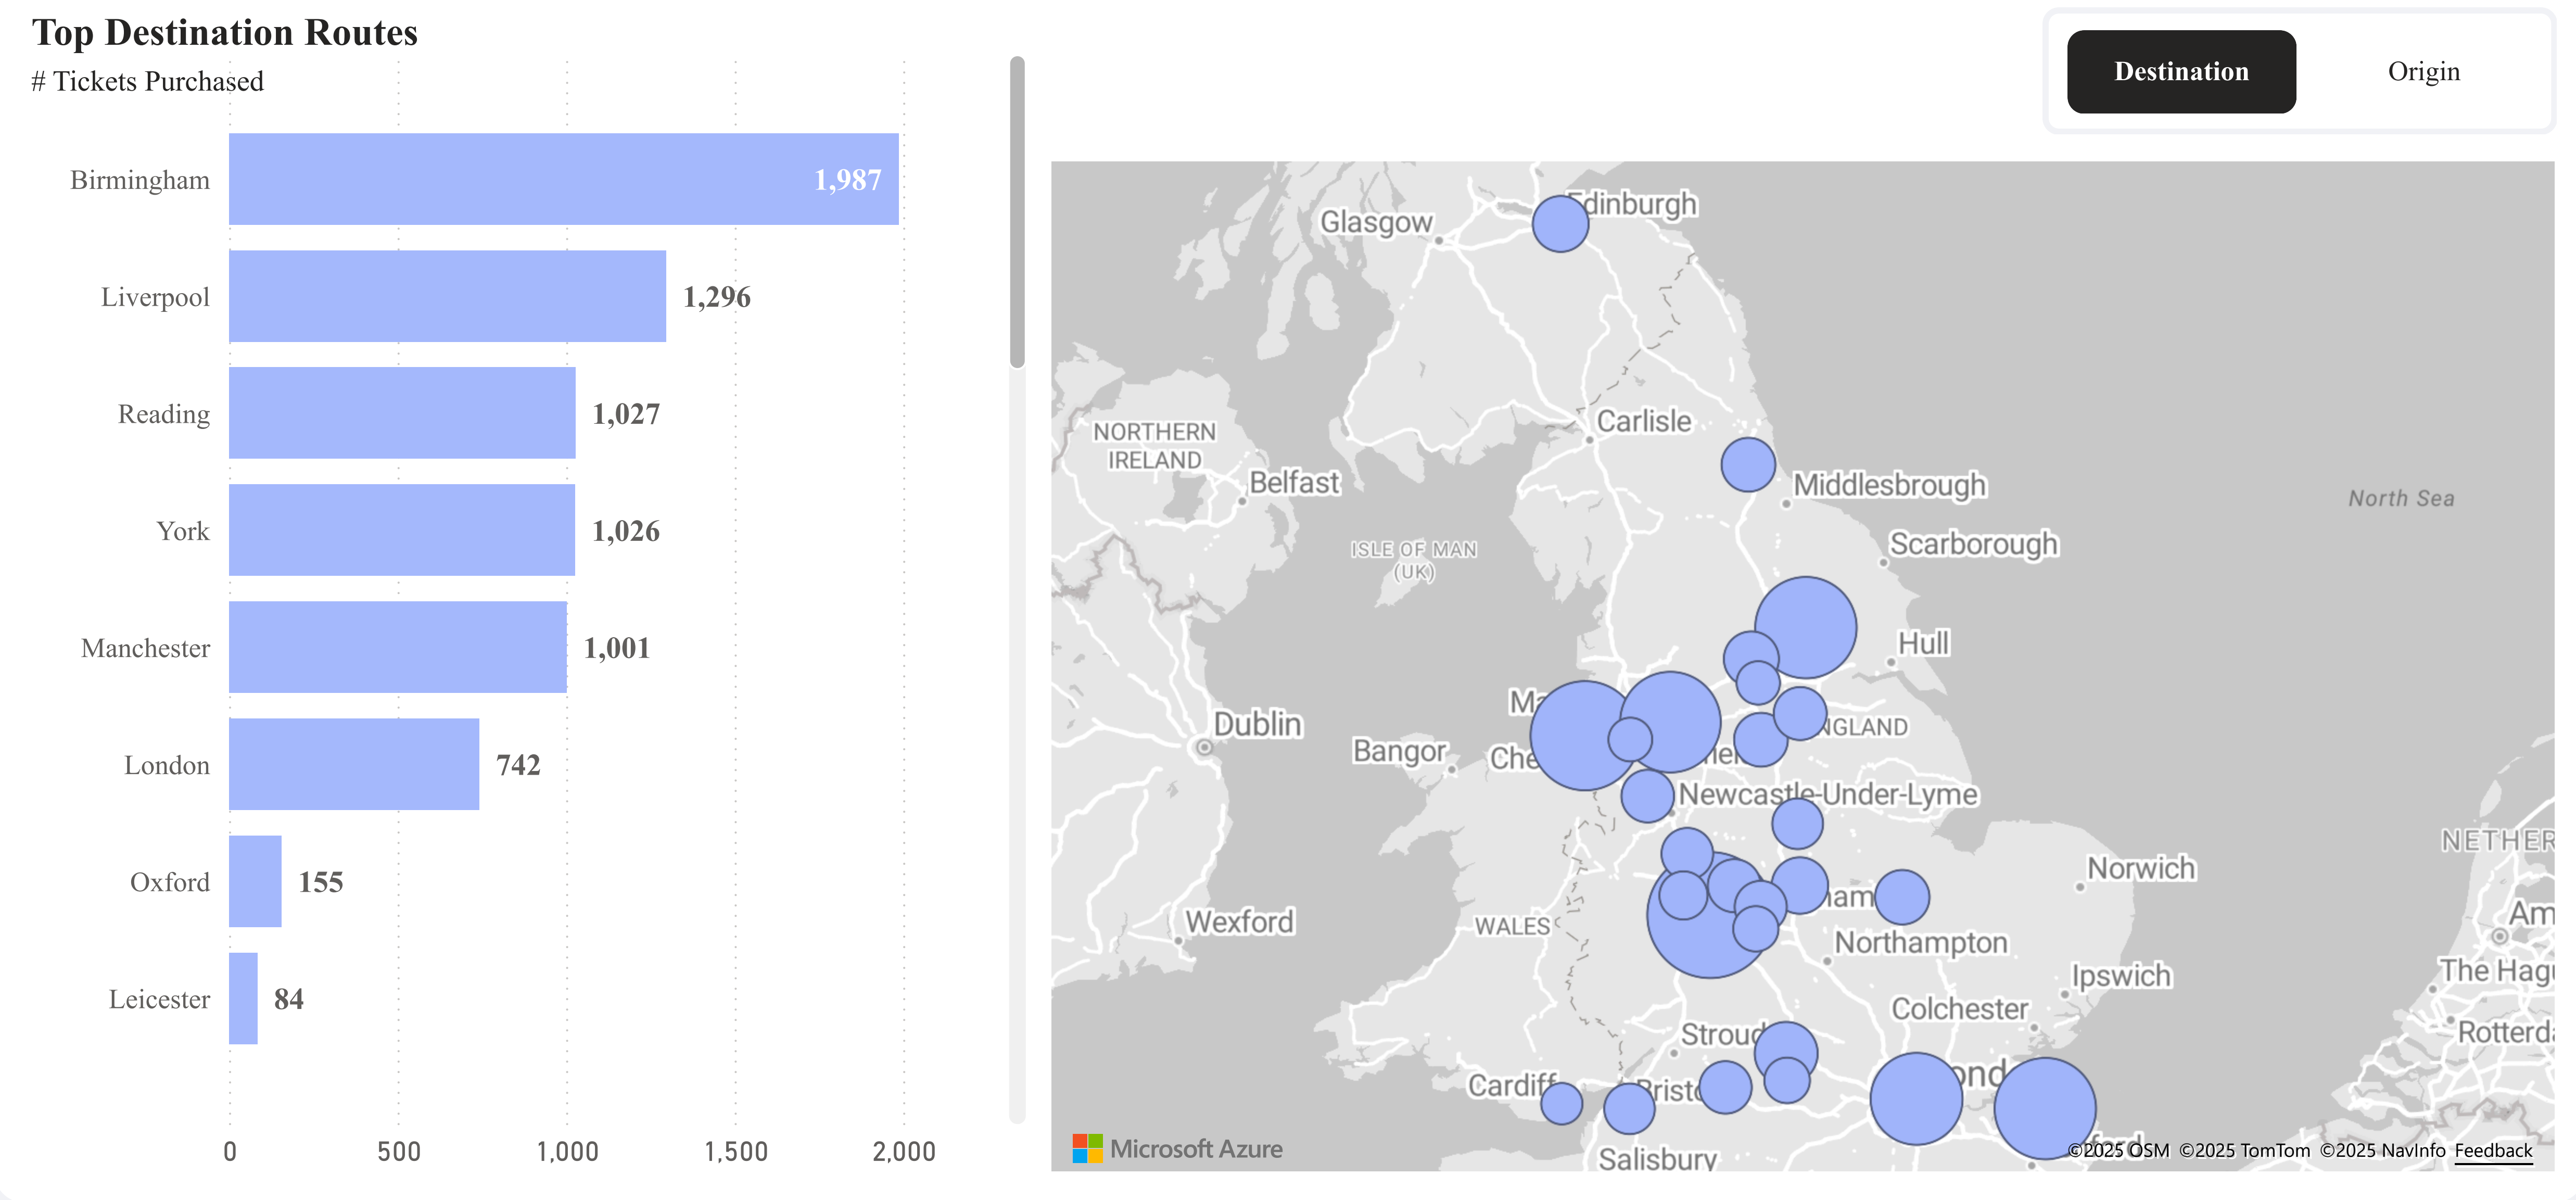 Top Destination Routes
# Tickets Purchased
Birmingham 1,987
Liverpool 1,296
Reading 1,027
York 1,026
Manchester 1,001
London 742
Oxford 155
Leicester 84
0 500 1,000 1,500 2,000
Destination Origin
Edinburgh
Glasgow
Carlisle
NORTHERN
IRELAND
Belfast
Middlesbrough
North Sea
Scarborough
ISLE OF MAN
(UK)
Hull
Dublin
Bangor
Newcastle-Under-Lyme
Norwich
Wexford
WALES
Northampton
Ipswich
The Hag
Colchester
Stroud
Rotterd
Cardiff
Salisbury
Microsoft Azure
©2025 OSM ©2025 TomTom ©2025 NavInfo Feedback